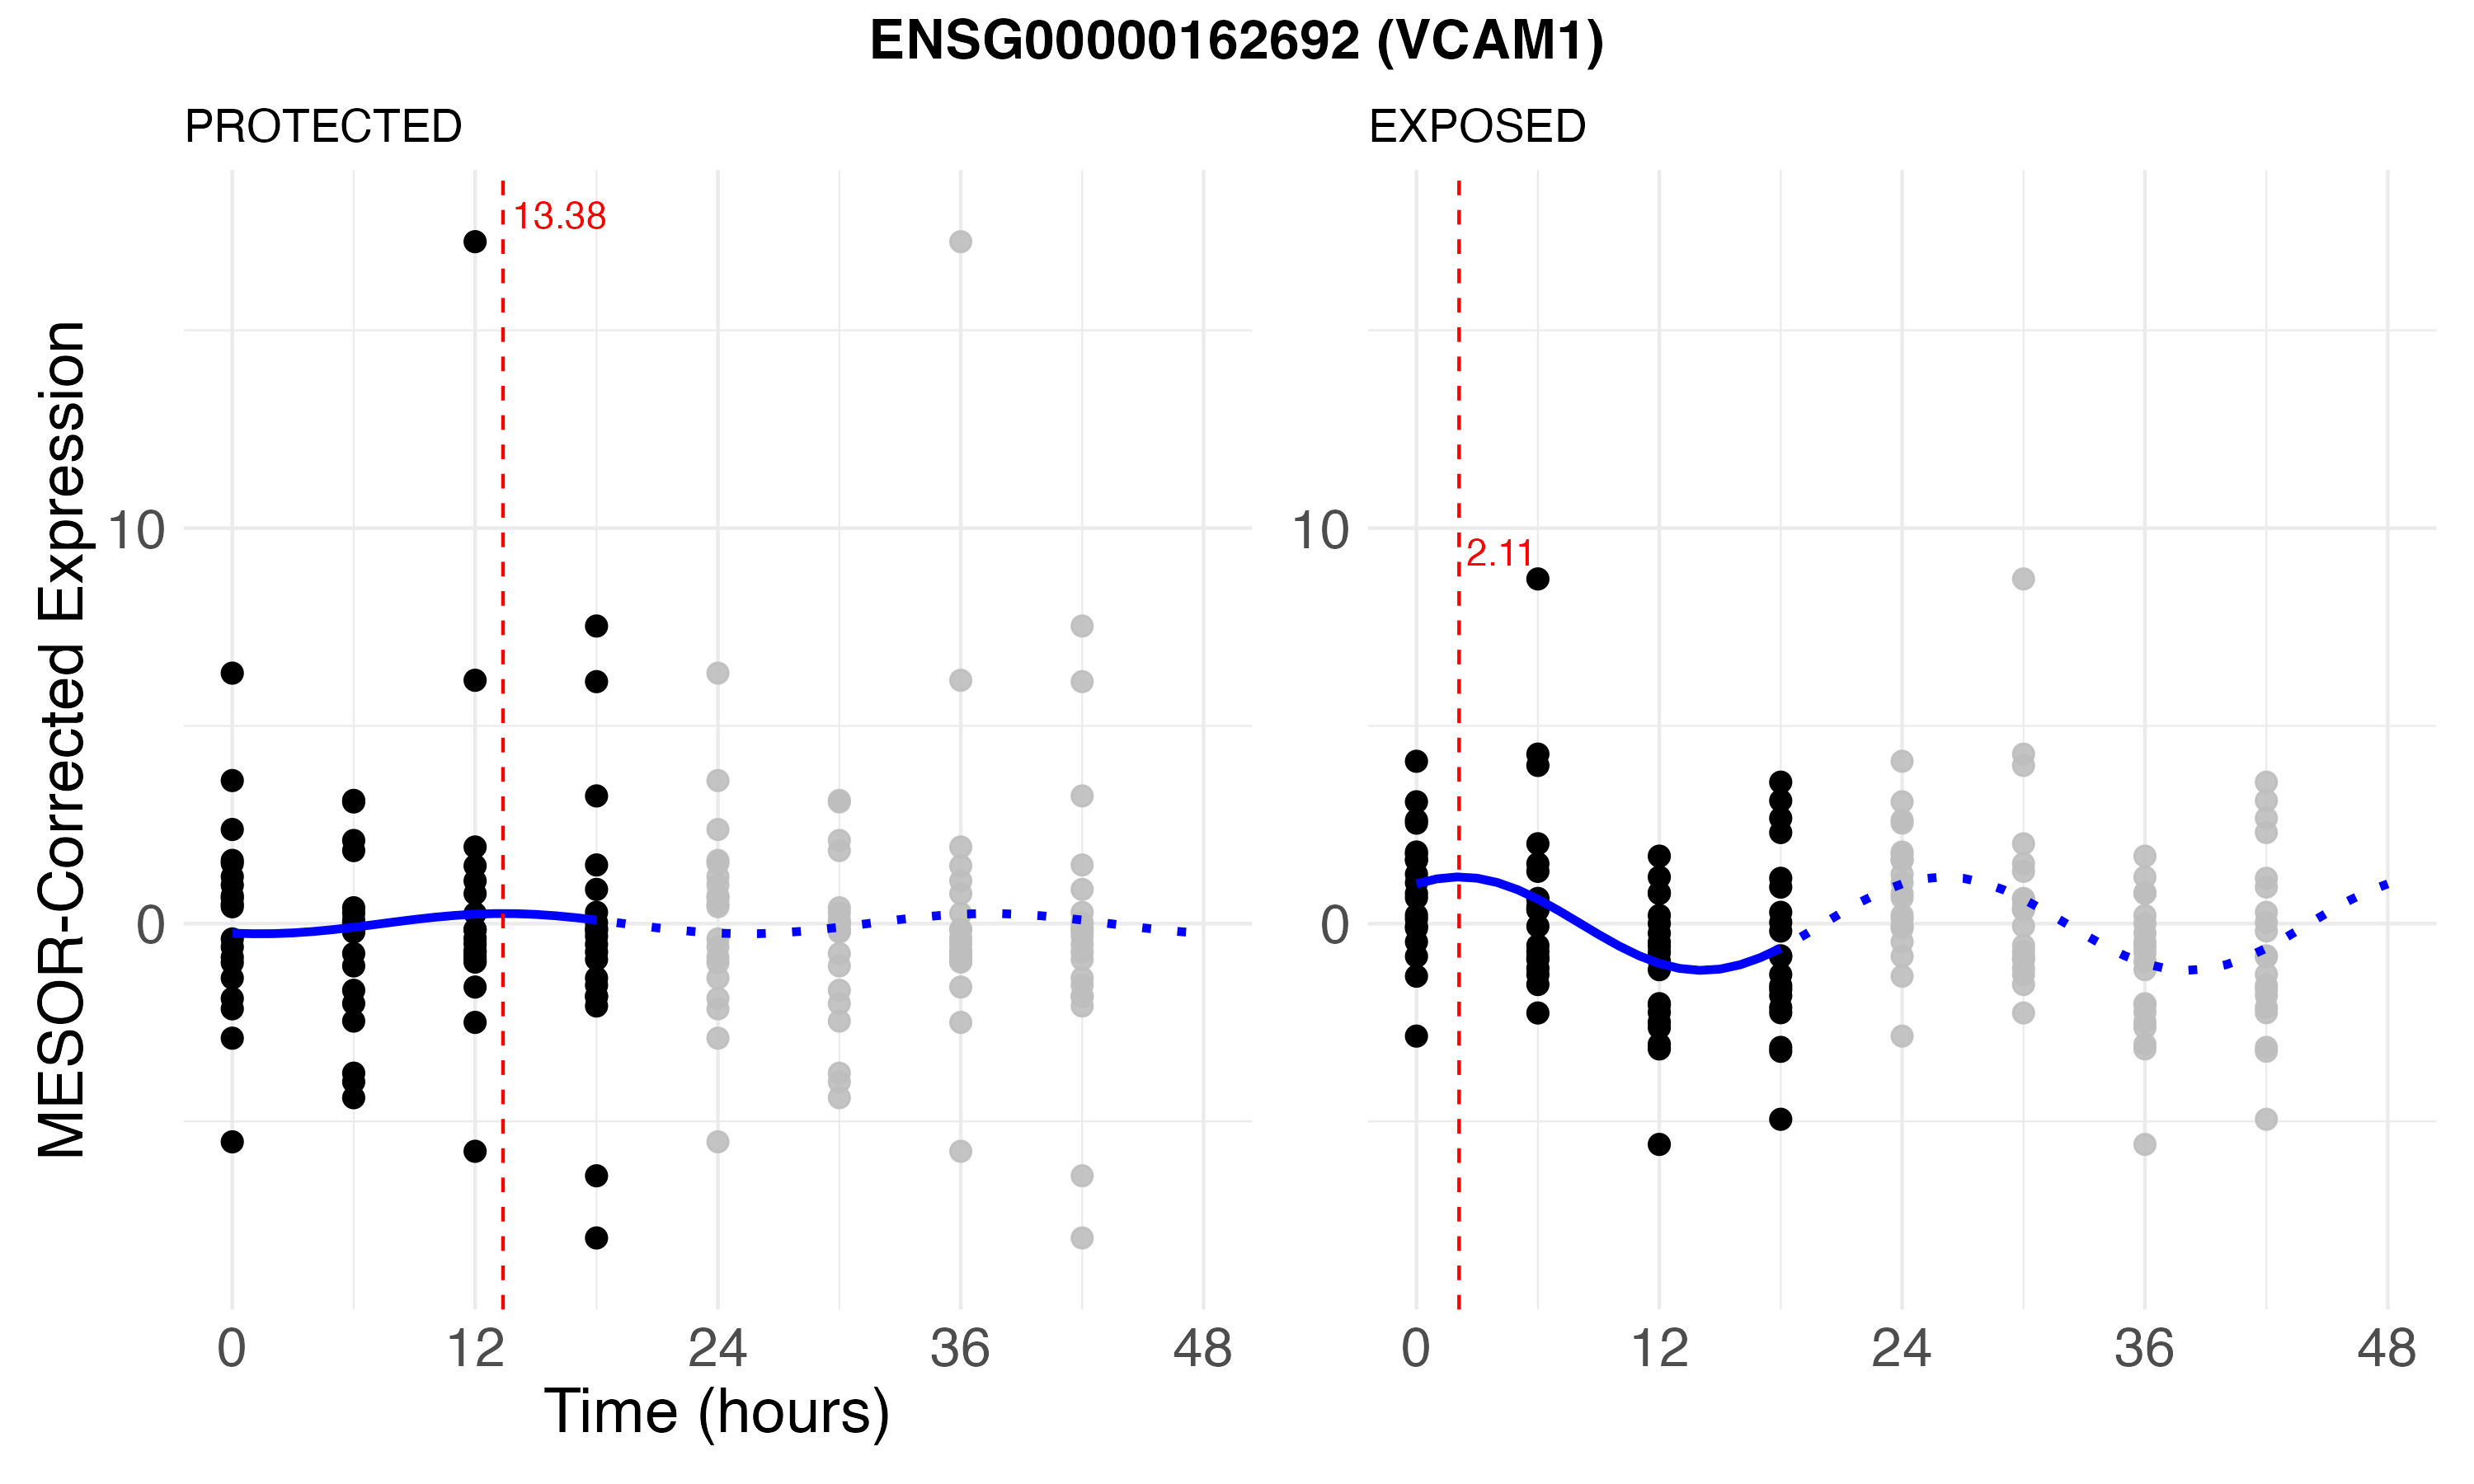 ENSG00000162692 (VCAM1)
PROTECTED
EXPOSED
MESOR-Corrected Expression
13.38
2.11
10
0
10
0
0 12 24 36 48
0 12 24 36 48
Time (hours)